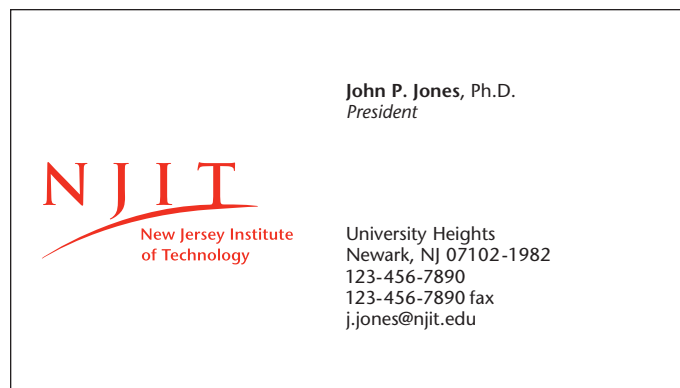 NJIT
New Jersey Institute
of Technology
John P. Jones, Ph.D.
President
University Heights
Newark, NJ 07102-1982
123-456-7890
123-456-7890 fax
j.jones@njit.edu